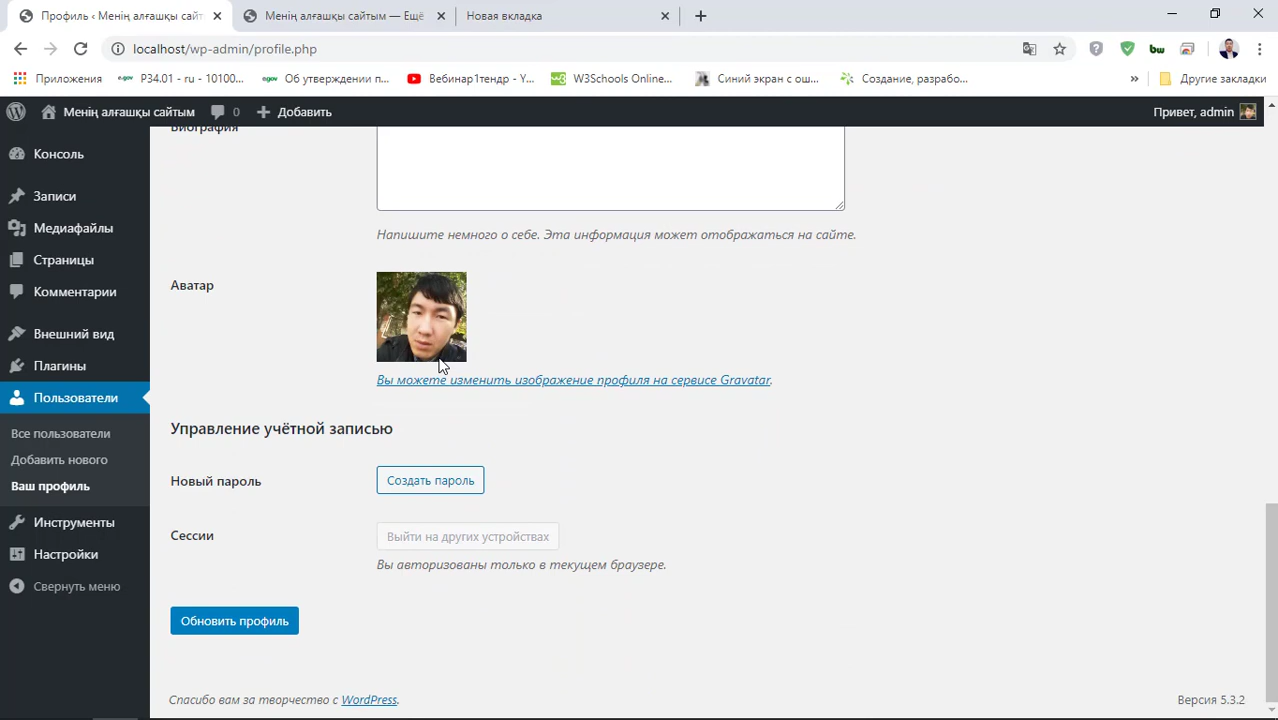 Профиль ‹ Менің алғашқы сайт
Менің алғашқы сайтым — Ещё
Новая вкладка
localhost/wp-admin/profile.php
Приложения
P34.01 - ru - 10100...
Об утверждении п...
Вебинар1тендр - Y...
W3Schools Online...
Синий экран с ош...
Создание, разрабо...
»
Другие закладки
Менің алғашқы сайтым
0
Добавить
Привет, admin
Консоль
Записи
Медиафайлы
Страницы
Комментарии
Внешний вид
Плагины
Пользователи
Все пользователи
Добавить нового
Ваш профиль
Инструменты
Настройки
Свернуть меню
Биография
Напишите немного о себе. Эта информация может отображаться на сайте.
Аватар
Вы можете изменить изображение профиля на сервисе Gravatar.
Управление учётной записью
Новый пароль
Создать пароль
Сессии
Выйти на других устройствах
Вы авторизованы только в текущем браузере.
Обновить профиль
Спасибо вам за творчество с WordPress.
Версия 5.3.2